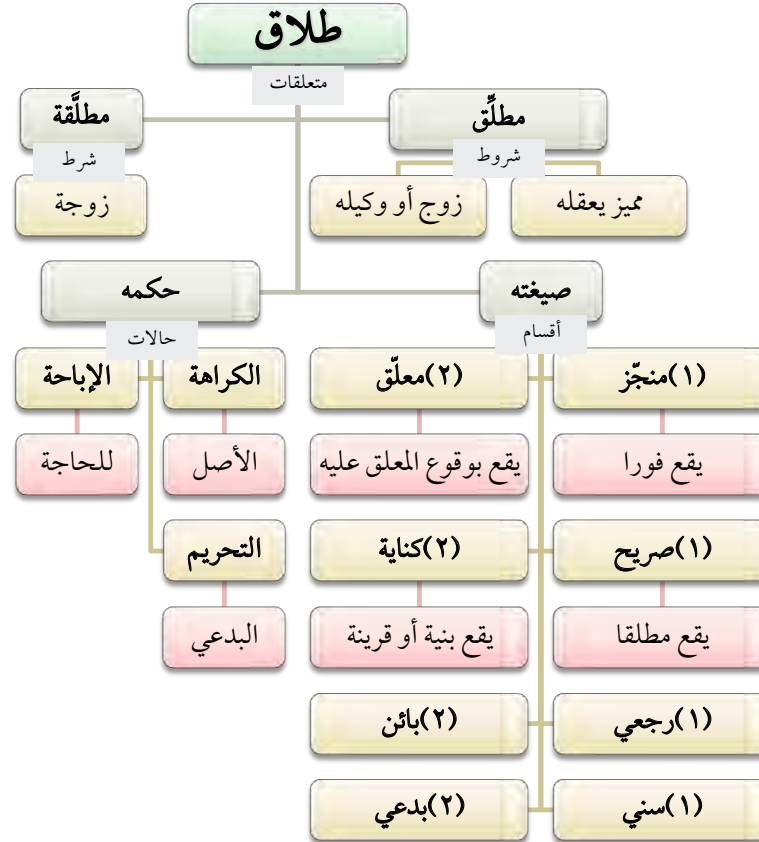 طلاق
متعلقات
مطلِّق
مطلَّقة
شروط
شرط
مميز يعقله
زوج أو وكيله
زوجة
صيغته
حكمه
أقسام
حالات
(١)منجّز
(٢)معلّق
الكراهة
الإباحة
يقع فورا
يقع بوقوع المعلق عليه
الأصل
للحاجة
(١)صريح
(٢)كناية
التحريم
يقع مطلقا
يقع بنية أو قرينة
البدعي
(١)رجعي
(٢)بائن
(١)سني
(٢)بدعي